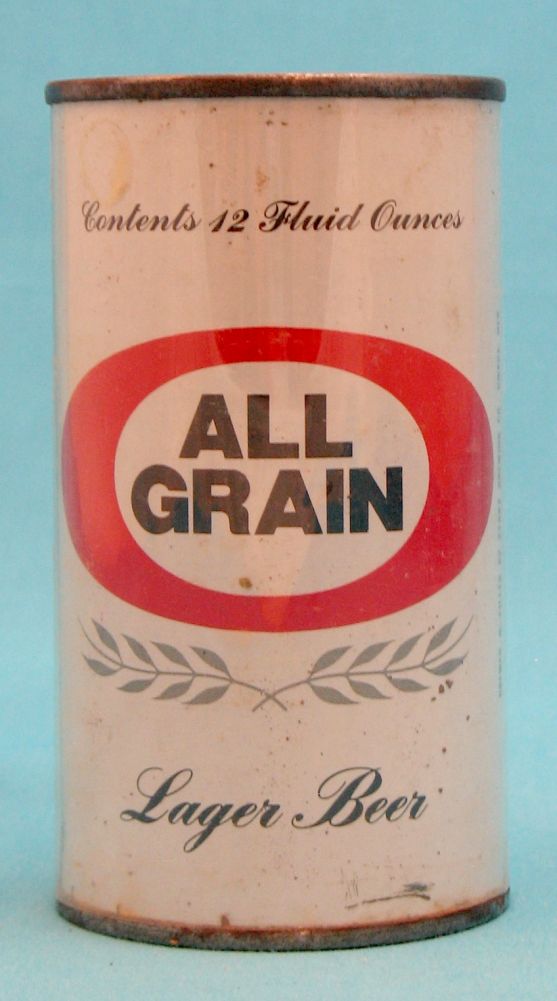 Contents 12 Fluid Ounces
ALL
GRAIN
Lager Beer